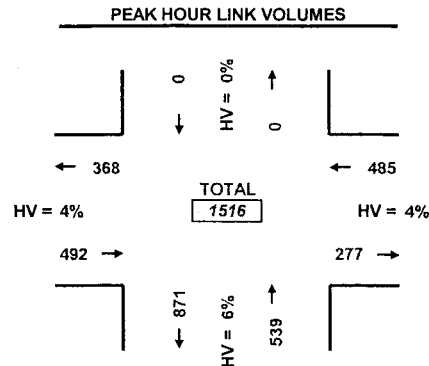 PEAK HOUR LINK VOLUMES
0
HV = 0%
0
← 368
← 485
TOTAL
HV = 4%
1516
HV = 4%
492 →
277 →
871
HV = 6%
539